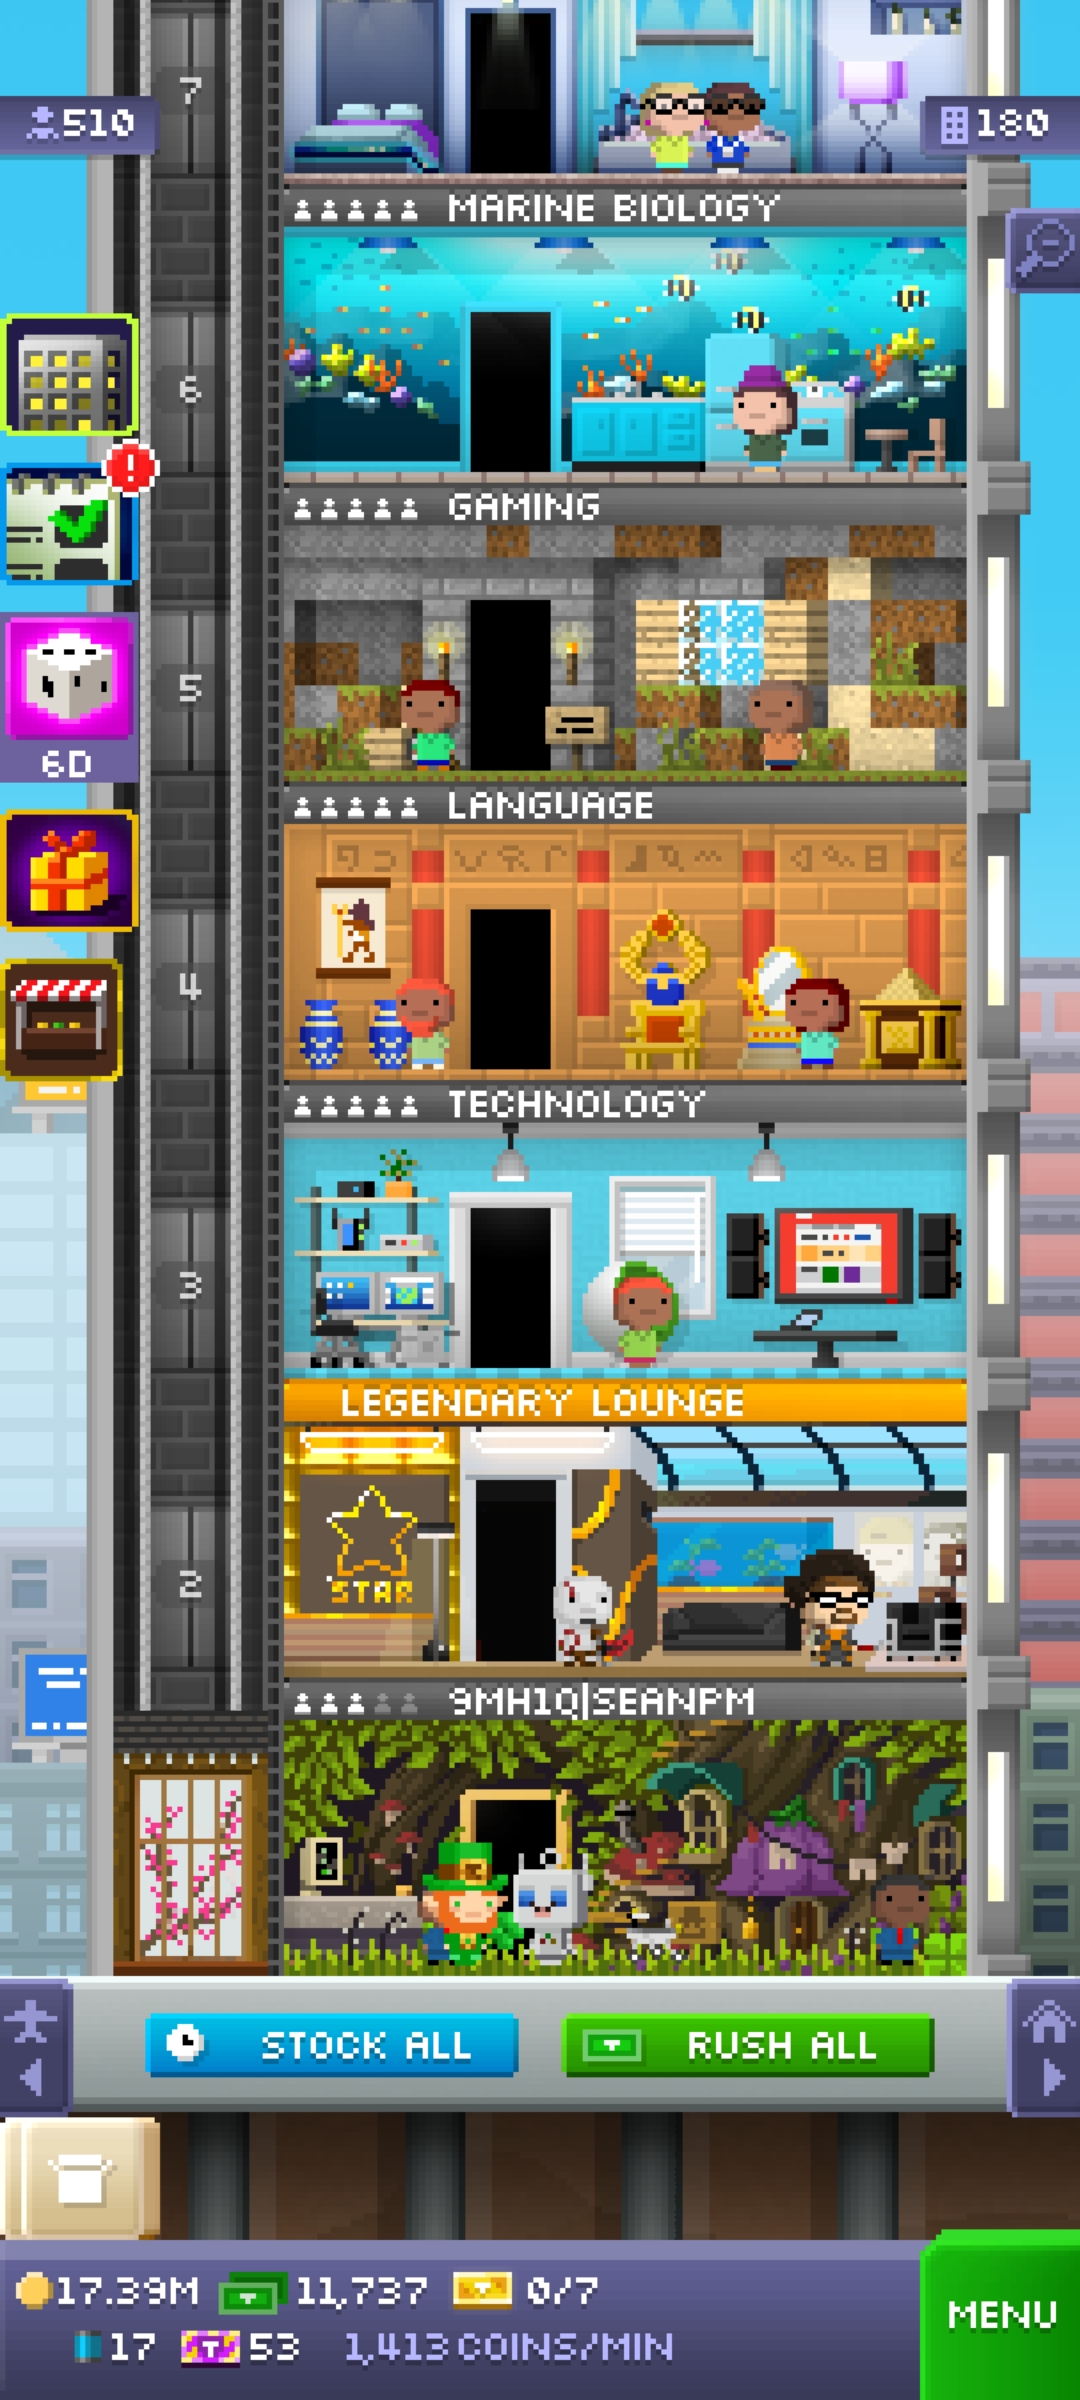 7
510
180
MARINE BIOLOGY
6
GAMING
5
6D
LANGUAGE
4
TECHNOLOGY
3
LEGENDARY LOUNGE
STAR
2
9MH1Q|SEANPM
STOCK ALL
RUSH ALL
17.39M
11,737
0/7
MENU
17
53
1,413 COINS/MIN